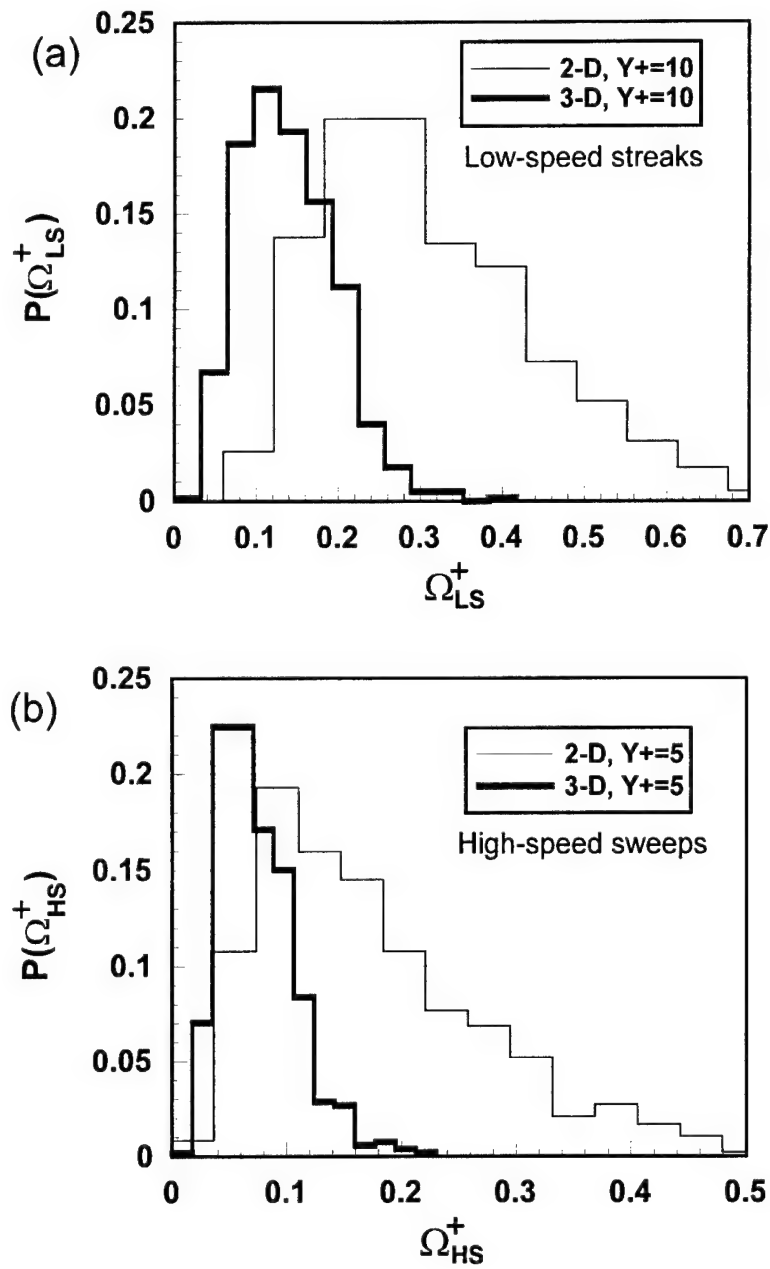 (a)
0.25
0.2
0.15
0.1
0.05
0
P(Ω⁺LS)
2-D, Y+=10
3-D, Y+=10
Low-speed streaks
0 0.1 0.2 0.3 0.4 0.5 0.6 0.7
Ω⁺LS
(b)
0.25
0.2
0.15
0.1
0.05
0
P(Ω⁺HS)
2-D, Y+=5
3-D, Y+=5
High-speed sweeps
0 0.1 0.2 0.3 0.4 0.5
Ω⁺HS